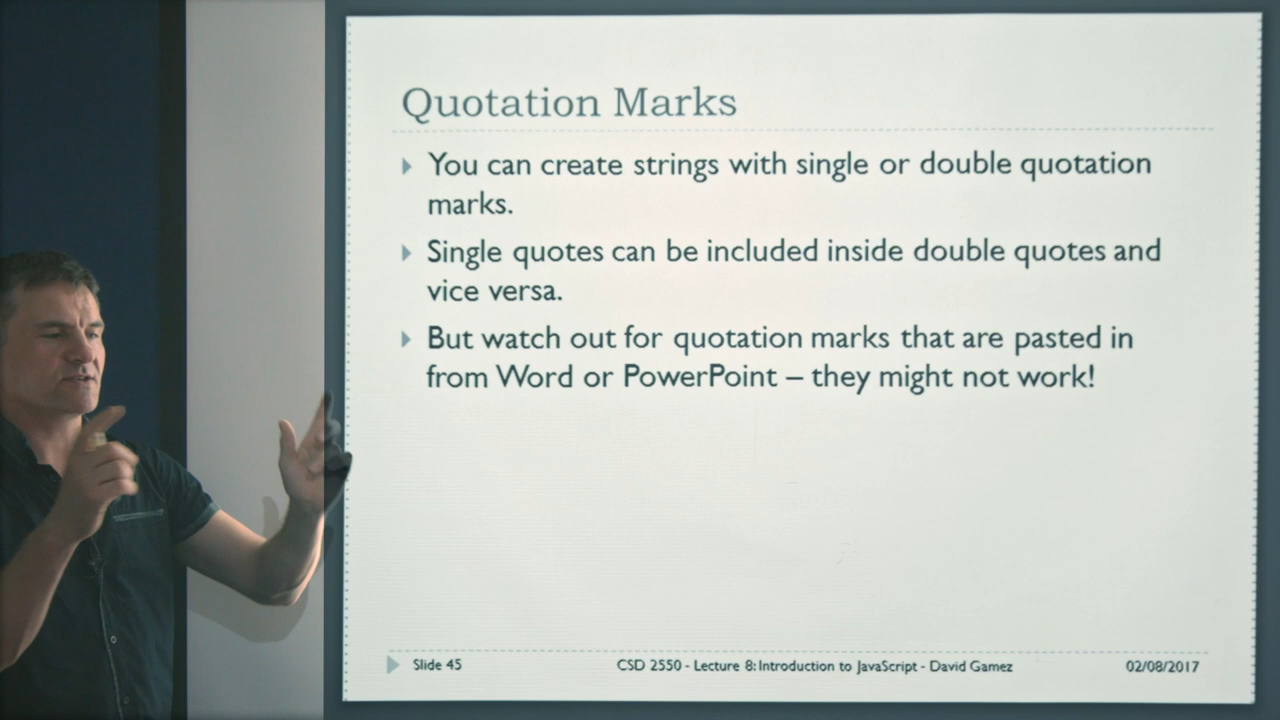 Quotation Marks
You can create strings with single or double quotation
marks.
Single quotes can be included inside double quotes and
vice versa.
But watch out for quotation marks that are pasted in
from Word or PowerPoint – they might not work!
Slide 45
CSD 2550 - Lecture 8: Introduction to JavaScript - David Gamez
02/08/2017